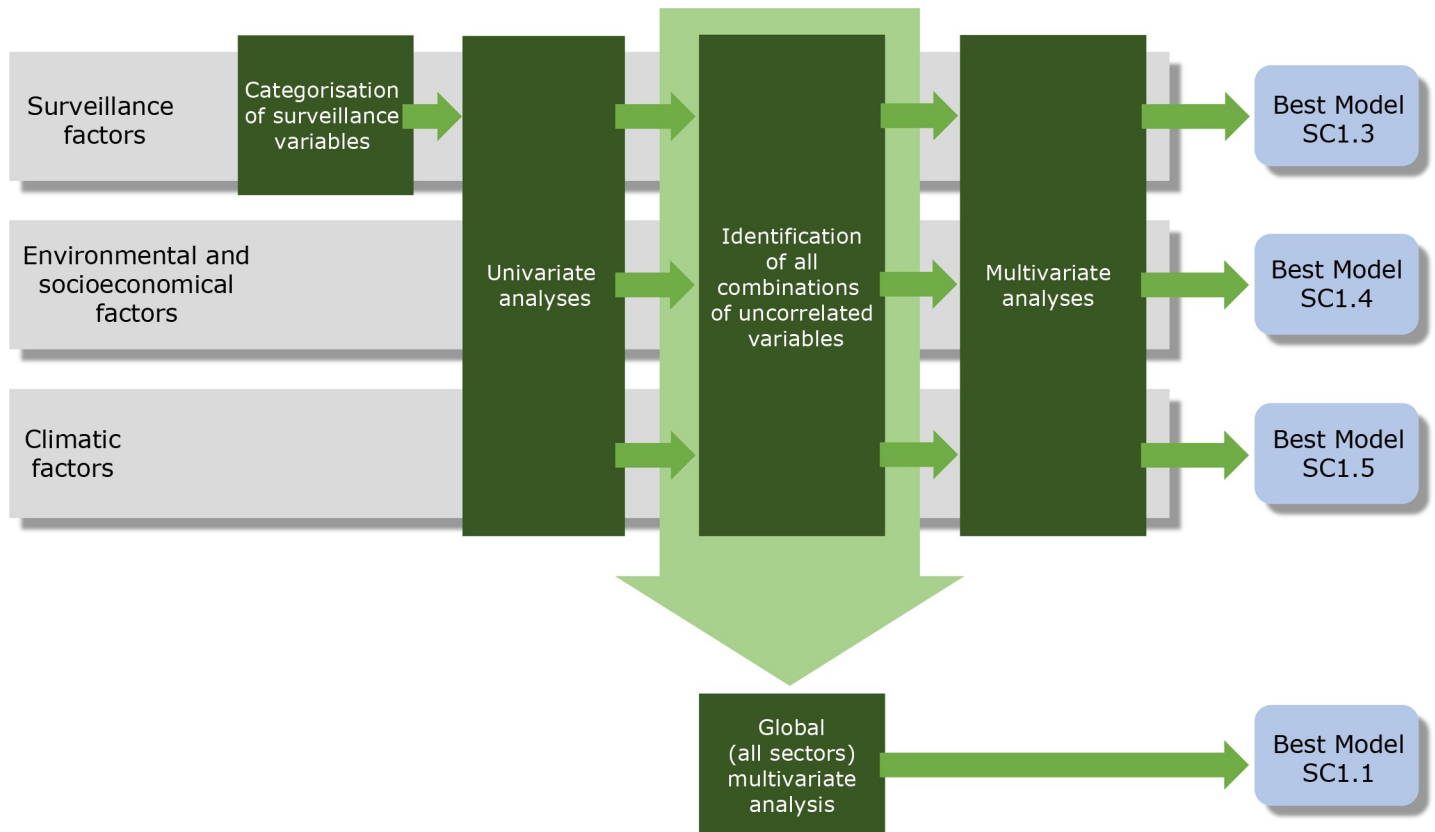 Surveillance
factors
Categorisation
of surveillance
variables
Best Model
SC1.3
Environmental and
socioeconomical
factors
Univariate
analyses
Identification
of all
combinations
of uncorrelated
variables
Multivariate
analyses
Best Model
SC1.4
Climatic
factors
Best Model
SC1.5
Global
(all sectors)
multivariate
analysis
Best Model
SC1.1